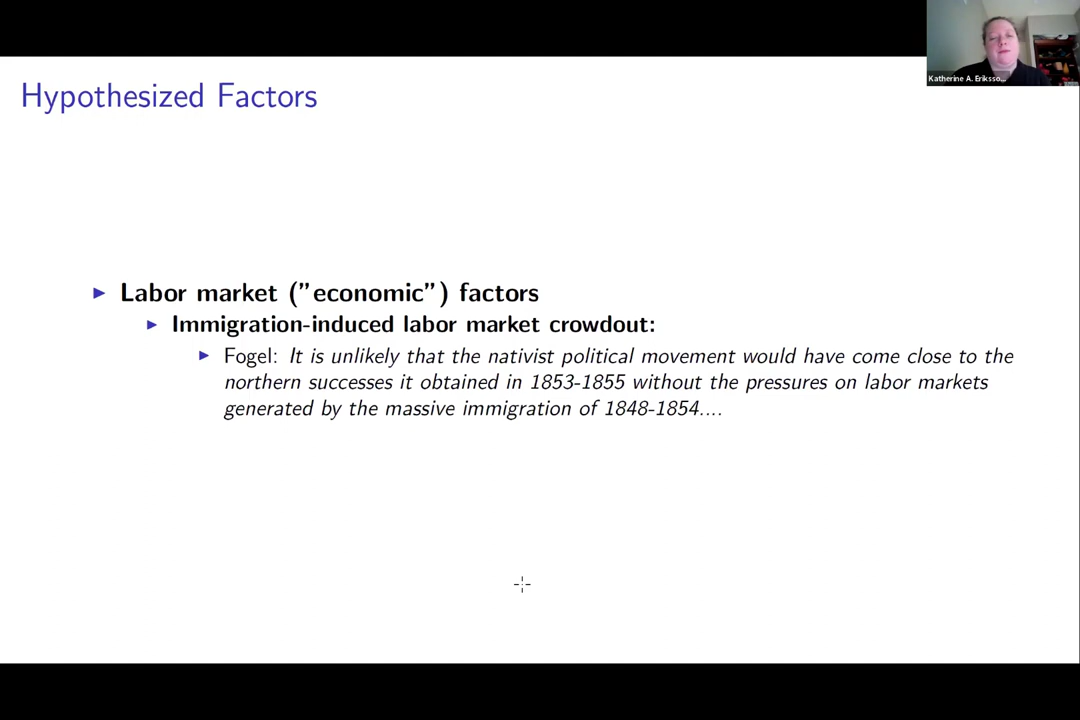 Katherine A. Eriksso...
Hypothesized Factors
Labor market ("economic") factors
Immigration-induced labor market crowdout:
Fogel: It is unlikely that the nativist political movement would have come close to the
northern successes it obtained in 1853-1855 without the pressures on labor markets
generated by the massive immigration of 1848-1854....